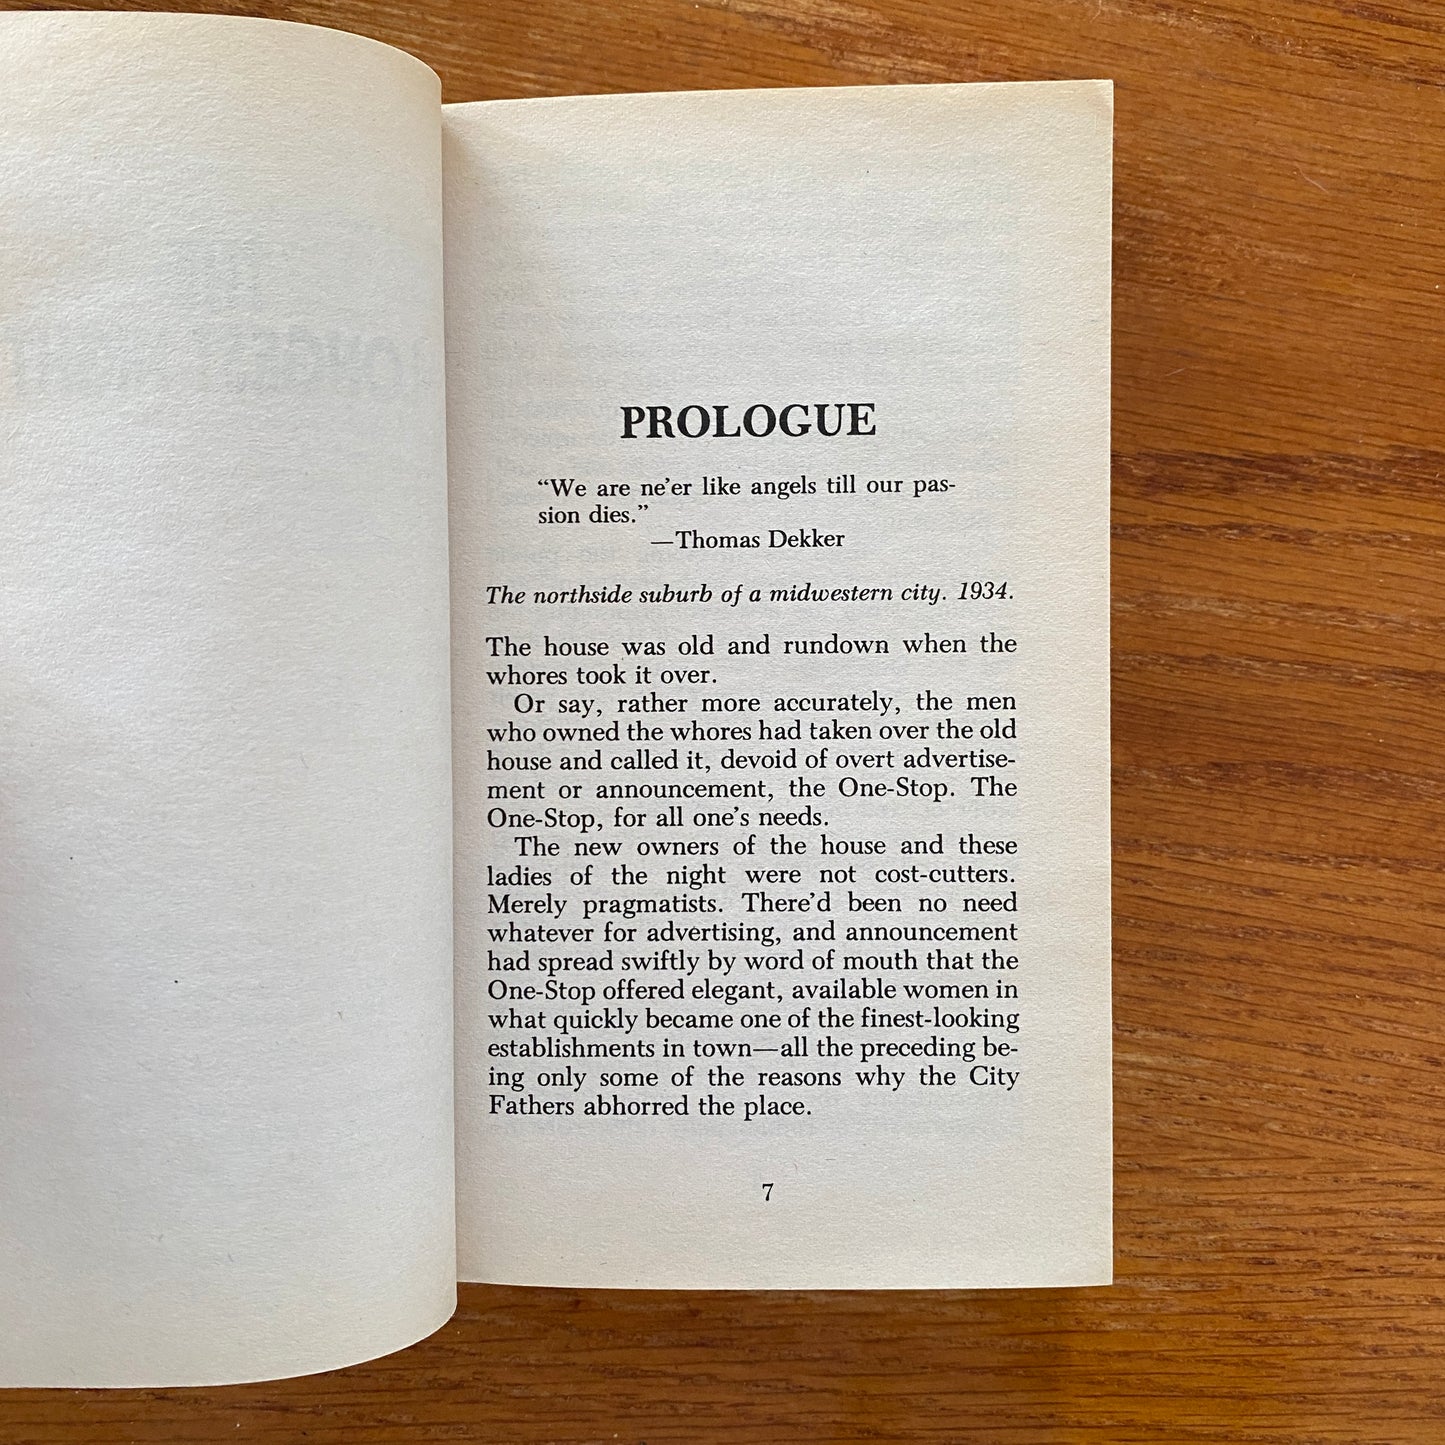 PROLOGUE
“We are ne’er like angels till our pas-
sion dies.”
—Thomas Dekker
The northside suburb of a midwestern city. 1934.
The house was old and rundown when the
whores took it over.
Or say, rather more accurately, the men
who owned the whores had taken over the old
house and called it, devoid of overt advertise-
ment or announcement, the One-Stop. The
One-Stop, for all one’s needs.
The new owners of the house and these
ladies of the night were not cost-cutters.
Merely pragmatists. There’d been no need
whatever for advertising, and announcement
had spread swiftly by word of mouth that the
One-Stop offered elegant, available women in
what quickly became one of the finest-looking
establishments in town—all the preceding be-
ing only some of the reasons why the City
Fathers abhorred the place.
7